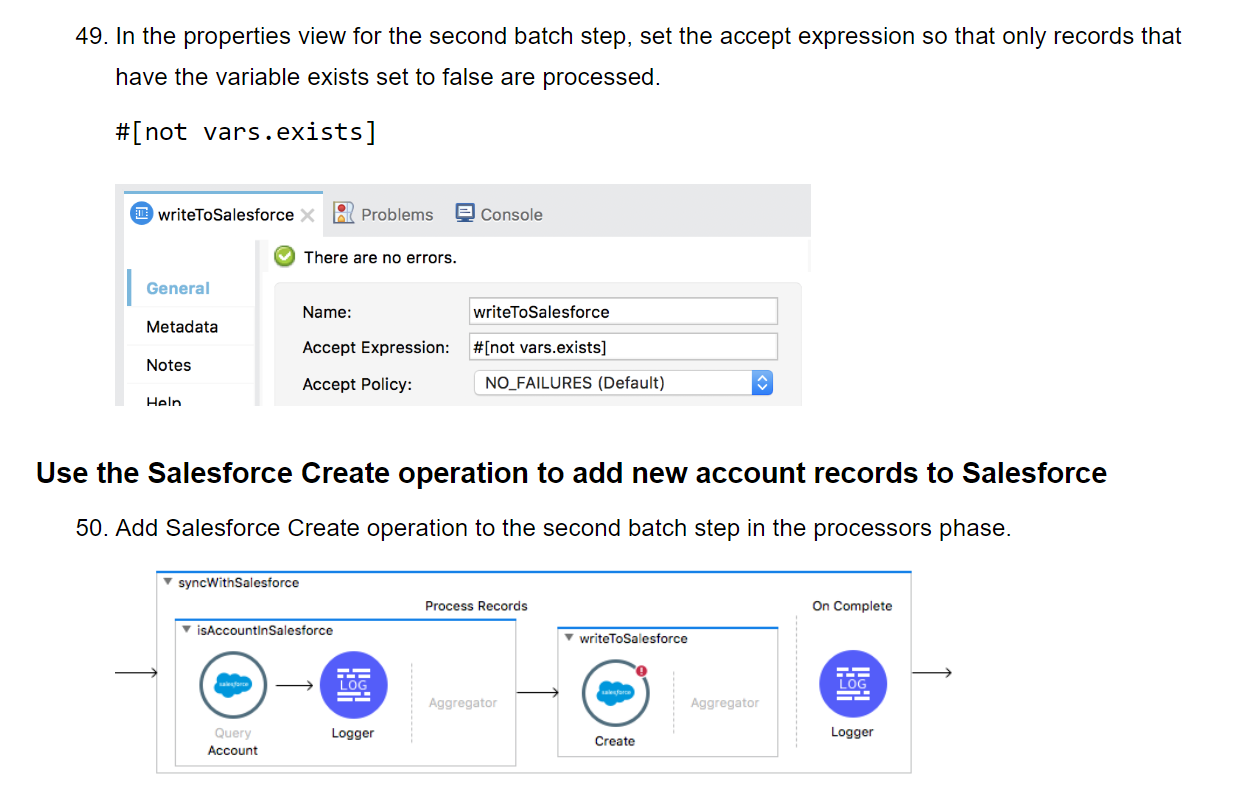 49. In the properties view for the second batch step, set the accept expression so that only records that
have the variable exists set to false are processed.
#[not vars.exists]
writeToSalesforce Problems Console
There are no errors.
General
Name: writeToSalesforce
Metadata
Accept Expression: #[not vars.exists]
Notes
Accept Policy: NO_FAILURES (Default)
Help
Use the Salesforce Create operation to add new account records to Salesforce
50. Add Salesforce Create operation to the second batch step in the processors phase.
syncWithSalesforce
Process Records On Complete
isAccountInSalesforce writeToSalesforce
salesforce LOG Aggregator salesforce Aggregator LOG
Query Logger Create Logger
Account